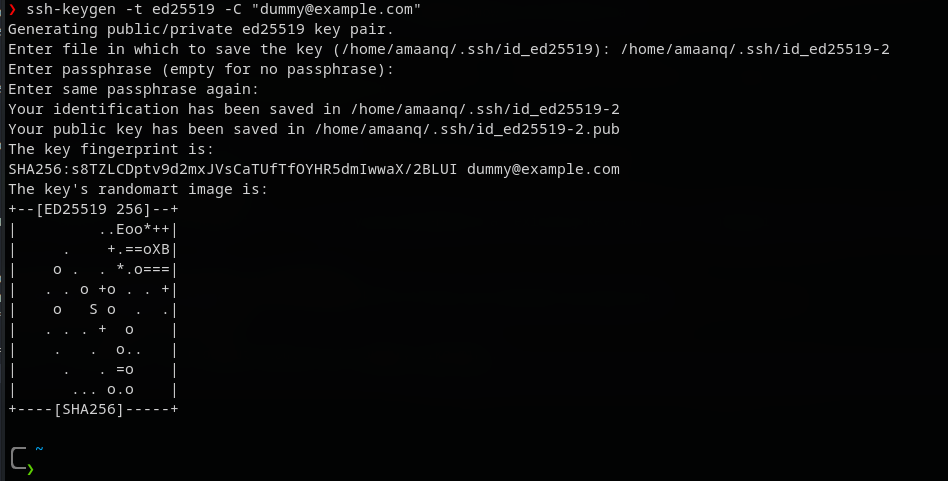 ❯ ssh-keygen -t ed25519 -C "dummy@example.com"
Generating public/private ed25519 key pair.
Enter file in which to save the key (/home/amaanq/.ssh/id_ed25519): /home/amaanq/.ssh/id_ed25519-2
Enter passphrase (empty for no passphrase):
Enter same passphrase again:
Your identification has been saved in /home/amaanq/.ssh/id_ed25519-2
Your public key has been saved in /home/amaanq/.ssh/id_ed25519-2.pub
The key fingerprint is:
SHA256:s8TZLCDptv9d2mxJVsCaTUfTfOYHR5dmIwwaX/2BLUI dummy@example.com
The key's randomart image is:
+--[ED25519 256]--+
|         ..Eoo*++|
|     .    +.==oXB|
|    o .  . *.o===|
|   . . o +o . . +|
|    o   S o  .  .|
|   . . . +  o    |
|    .   .  o..   |
|     .   . =o    |
|      ... o.o    |
+----[SHA256]-----+
~
❯